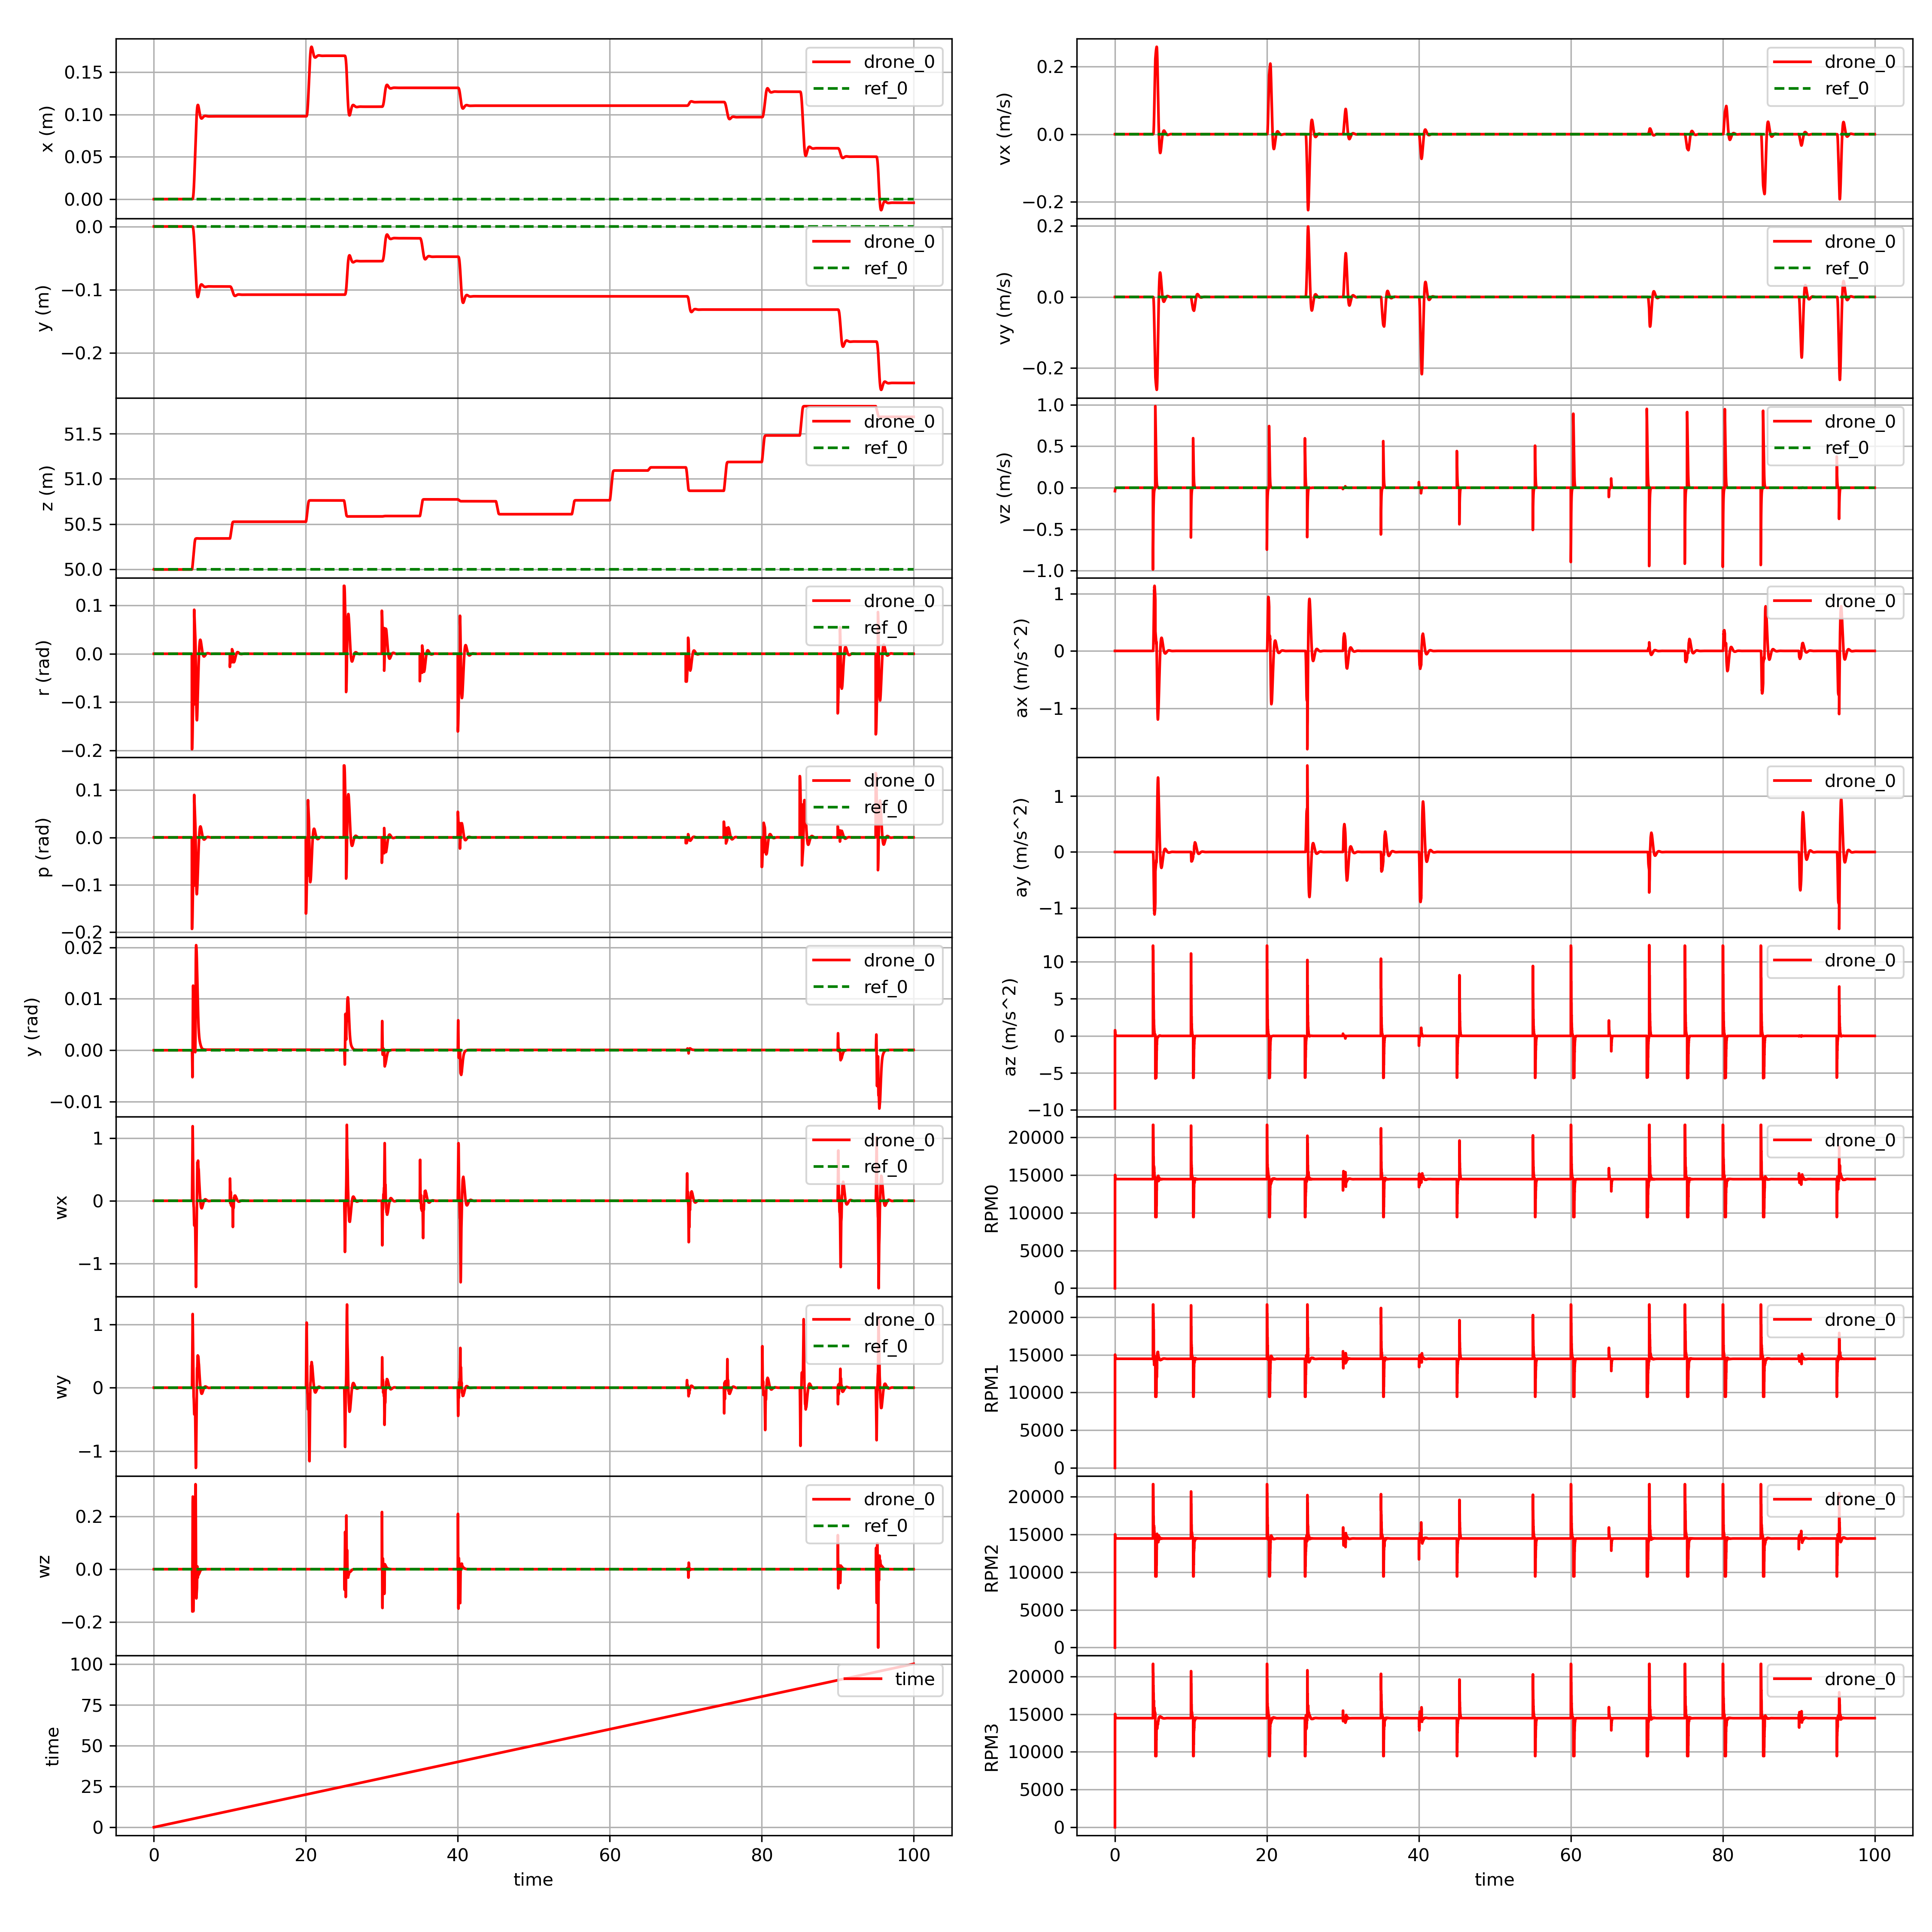 x (m)
0.15
0.10
0.05
0.00
drone_0
ref_0
y (m)
0.0
−0.1
−0.2
drone_0
ref_0
z (m)
51.5
51.0
50.5
50.0
drone_0
ref_0
r (rad)
0.1
0.0
−0.1
−0.2
drone_0
ref_0
p (rad)
0.1
0.0
−0.1
−0.2
drone_0
ref_0
y (rad)
0.02
0.01
0.00
−0.01
drone_0
ref_0
wx
1
0
−1
drone_0
ref_0
wy
1
0
−1
drone_0
ref_0
wz
0.2
0.0
−0.2
drone_0
ref_0
time
100
75
50
25
0
time
0 20 40 60 80 100
time
vx (m/s)
0.2
0.0
−0.2
drone_0
ref_0
vy (m/s)
0.2
0.0
−0.2
drone_0
ref_0
vz (m/s)
1.0
0.5
0.0
−0.5
−1.0
drone_0
ref_0
ax (m/s^2)
1
0
−1
drone_0
ay (m/s^2)
1
0
−1
drone_0
az (m/s^2)
10
5
0
−5
−10
drone_0
RPM0
20000
15000
10000
5000
0
drone_0
RPM1
20000
15000
10000
5000
0
drone_0
RPM2
20000
15000
10000
5000
0
drone_0
RPM3
20000
15000
10000
5000
0
drone_0
0 20 40 60 80 100
time